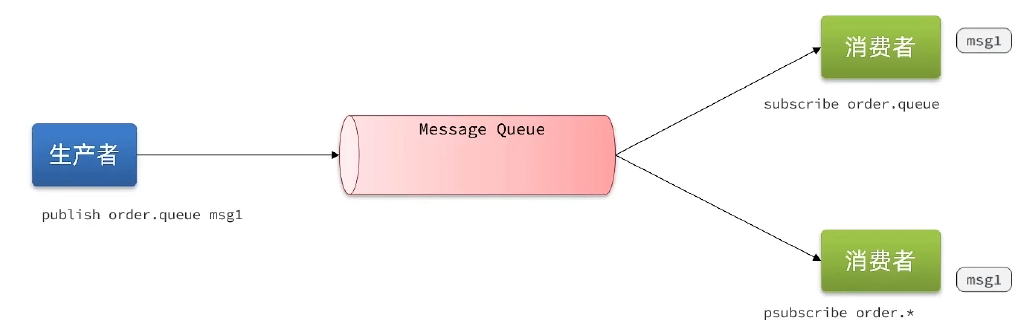 消费者
msg1
subscribe order.queue
Message Queue
生产者
publish order.queue msg1
消费者
msg1
psubscribe order.*